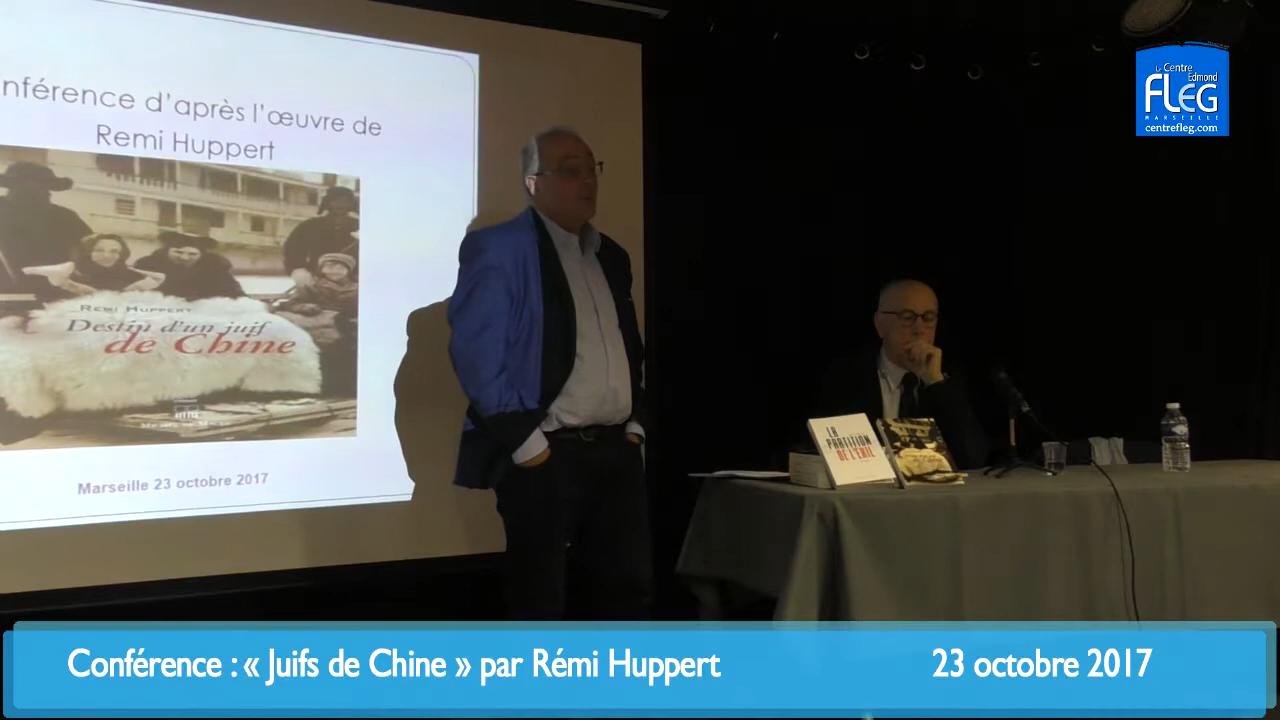 nférence d'après l'œuvre de
Remi Huppert
REMI HUPPERT
Destin d'un juif
de Chine
Marseille 23 octobre 2017
Le Centre
Edmond
FLEG
MARSEILLE
centrefleg.com
LA
PARTITION
DE L'EXIL
Conférence : « Juifs de Chine » par Rémi Huppert
23 octobre 2017